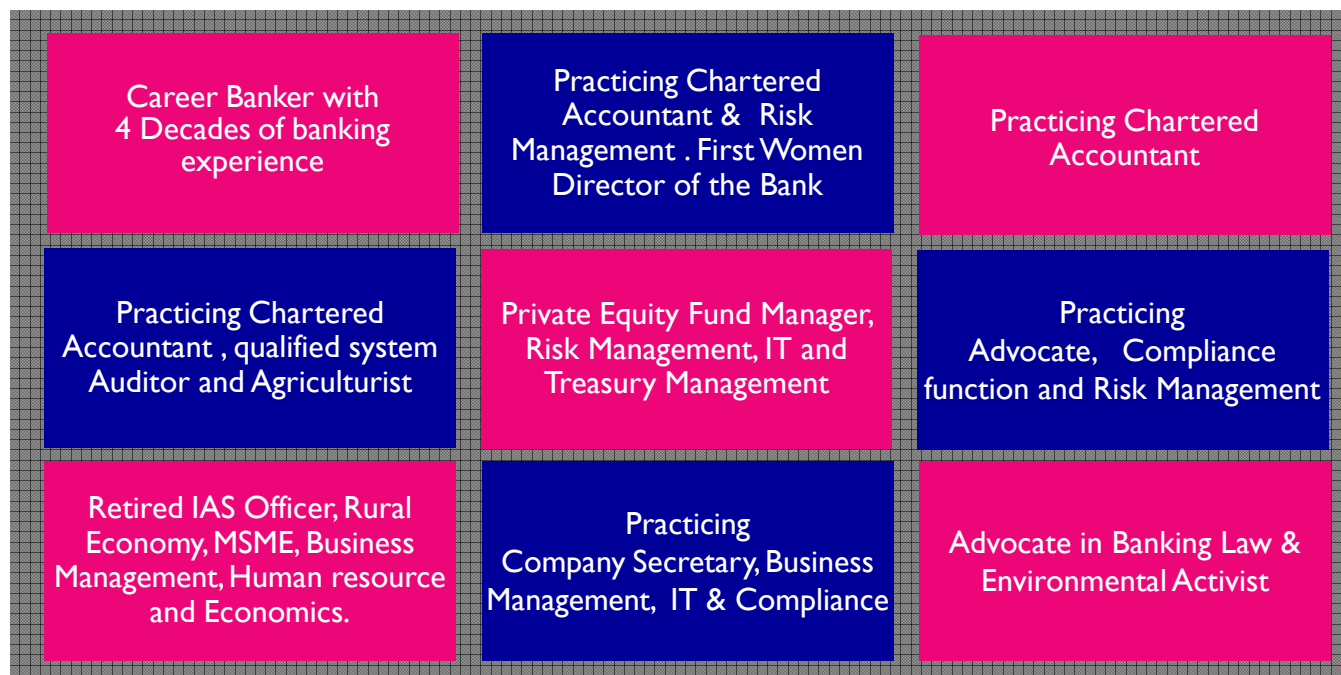 Career Banker with
4 Decades of banking
experience
Practicing Chartered
Accountant & Risk
Management . First Women
Director of the Bank
Practicing Chartered
Accountant
Practicing Chartered
Accountant , qualified system
Auditor and Agriculturist
Private Equity Fund Manager,
Risk Management, IT and
Treasury Management
Practicing
Advocate, Compliance
function and Risk Management
Retired IAS Officer, Rural
Economy, MSME, Business
Management, Human resource
and Economics.
Practicing
Company Secretary, Business
Management, IT & Compliance
Advocate in Banking Law &
Environmental Activist